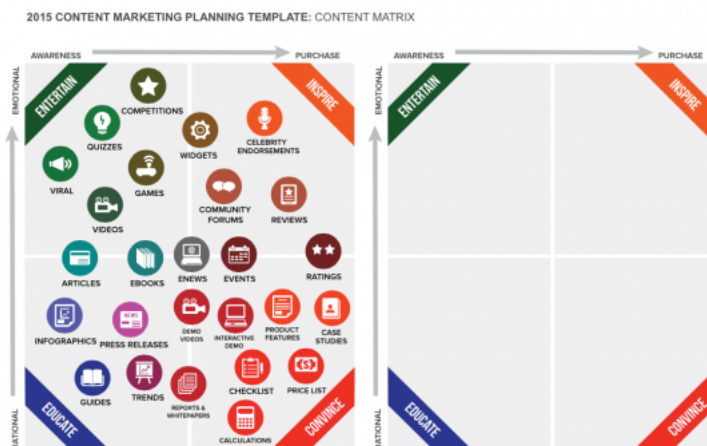 2015 CONTENT MARKETING PLANNING TEMPLATE: CONTENT MATRIX
AWARENESS
PURCHASE
EMOTIONAL
ENTERTAIN
INSPIRE
COMPETITIONS
QUIZZES
WIDGETS
CELEBRITY
ENDORSEMENTS
VIRAL
GAMES
COMMUNITY
FORUMS
REVIEWS
VIDEOS
ARTICLES
EBOOKS
ENEWS
EVENTS
RATINGS
INFOGRAPHICS
NEWS
PRESS RELEASES
DEMO
VIDEOS
INTERACTIVE
DEMO
PRODUCT
FEATURES
CASE
STUDIES
GUIDES
TRENDS
REPORTS &
WHITEPAPERS
CHECKLIST
PRICE LIST
CALCULATIONS
EDUCATE
CONVINCE
AWARENESS
PURCHASE
EMOTIONAL
ENTERTAIN
INSPIRE
EDUCATE
CONVINCE